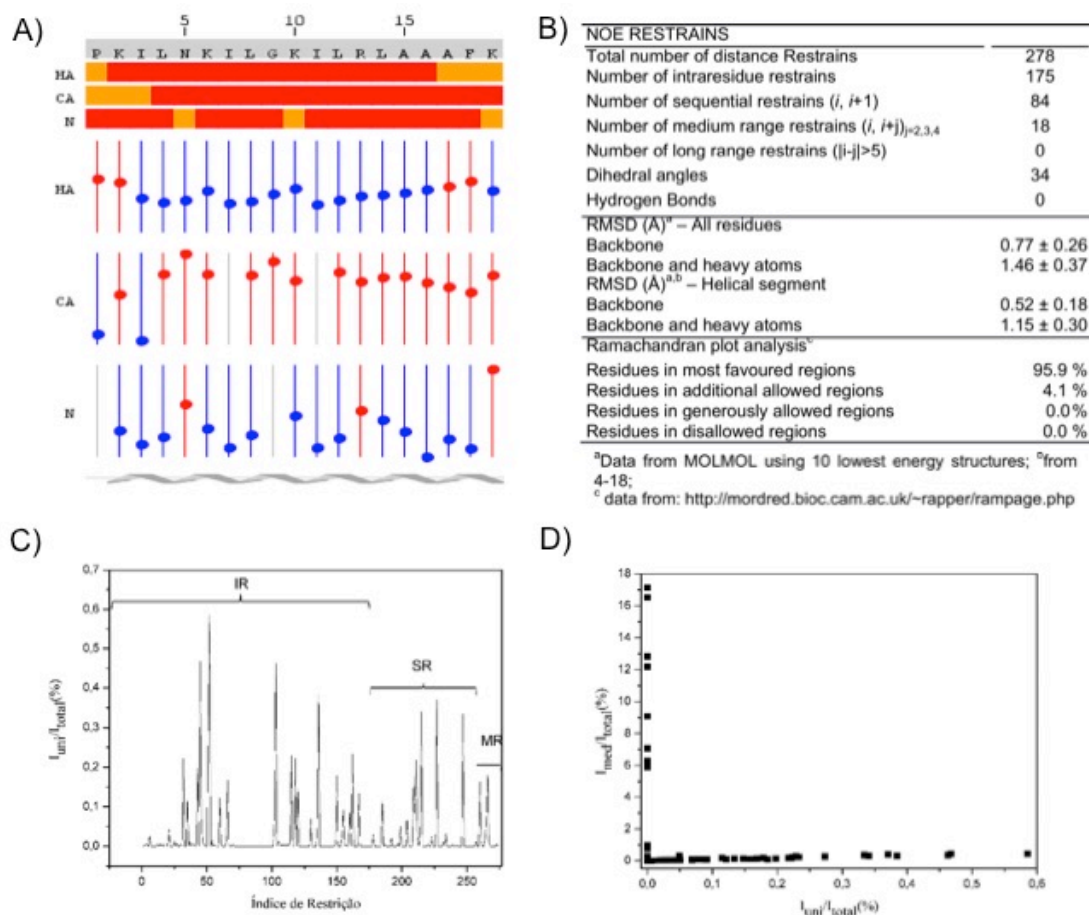 A)
5 10 15
P K I L N K I L G K I L R L A A A F K
HA
CA
N
HA
CA
N
B)
NOE RESTRAINS
Total number of distance Restrains 278
Number of intraresidue restrains 175
Number of sequential restrains (i, i+1) 84
Number of medium range restrains (i, i+j)j=2,3,4 18
Number of long range restrains (|i-j|>5) 0
Dihedral angles 34
Hydrogen Bonds 0
RMSD (Å)a – All residues
Backbone 0.77 ± 0.26
Backbone and heavy atoms 1.46 ± 0.37
RMSD (Å)a,b – Helical segment
Backbone 0.52 ± 0.18
Backbone and heavy atoms 1.15 ± 0.30
Ramachandran plot analysisc
Residues in most favoured regions 95.9 %
Residues in additional allowed regions 4.1 %
Residues in generously allowed regions 0.0%
Residues in disallowed regions 0.0 %
aData from MOLMOL using 10 lowest energy structures; bfrom
4-18;
c data from: http://mordred.bioc.cam.ac.uk/~rapper/rampage.php
C)
0,7
0,6
0,5
0,4
0,3
0,2
0,1
0,0
IR
SR
MR
Iuni/Itotal(%)
0 50 100 150 200 250
Índice de Restrição
D)
18
16
14
12
10
8
6
4
2
0
Imed/Itotal(%)
0,0 0,1 0,2 0,3 0,4 0,5 0,6
Iuni/Itotal(%)